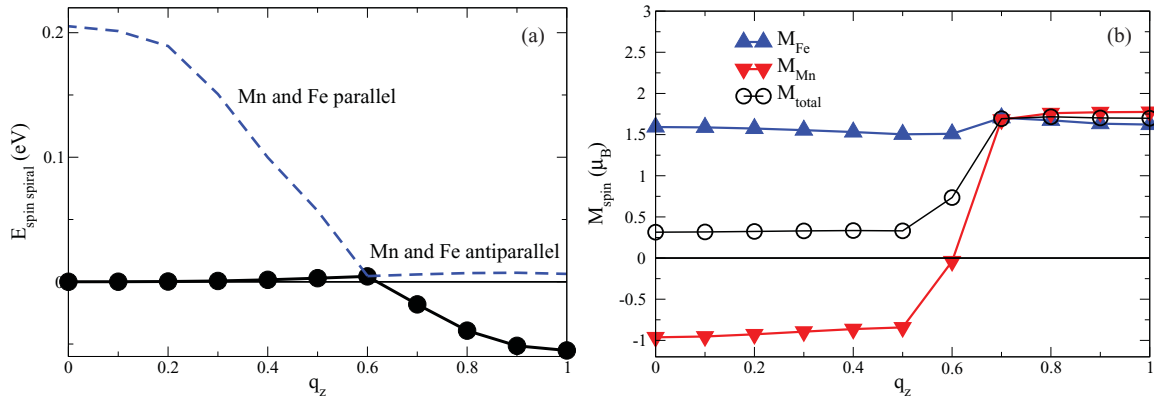 (a)
0.2
0.1
0
E_spin spiral (eV)
Mn and Fe parallel
Mn and Fe antiparallel
0 0.2 0.4 0.6 0.8 1
q_z
(b)
3
2.5
2
1.5
1
0.5
0
-0.5
-1
M_spin (μ_B)
M_Fe
M_Mn
M_total
0 0.2 0.4 0.6 0.8 1
q_z